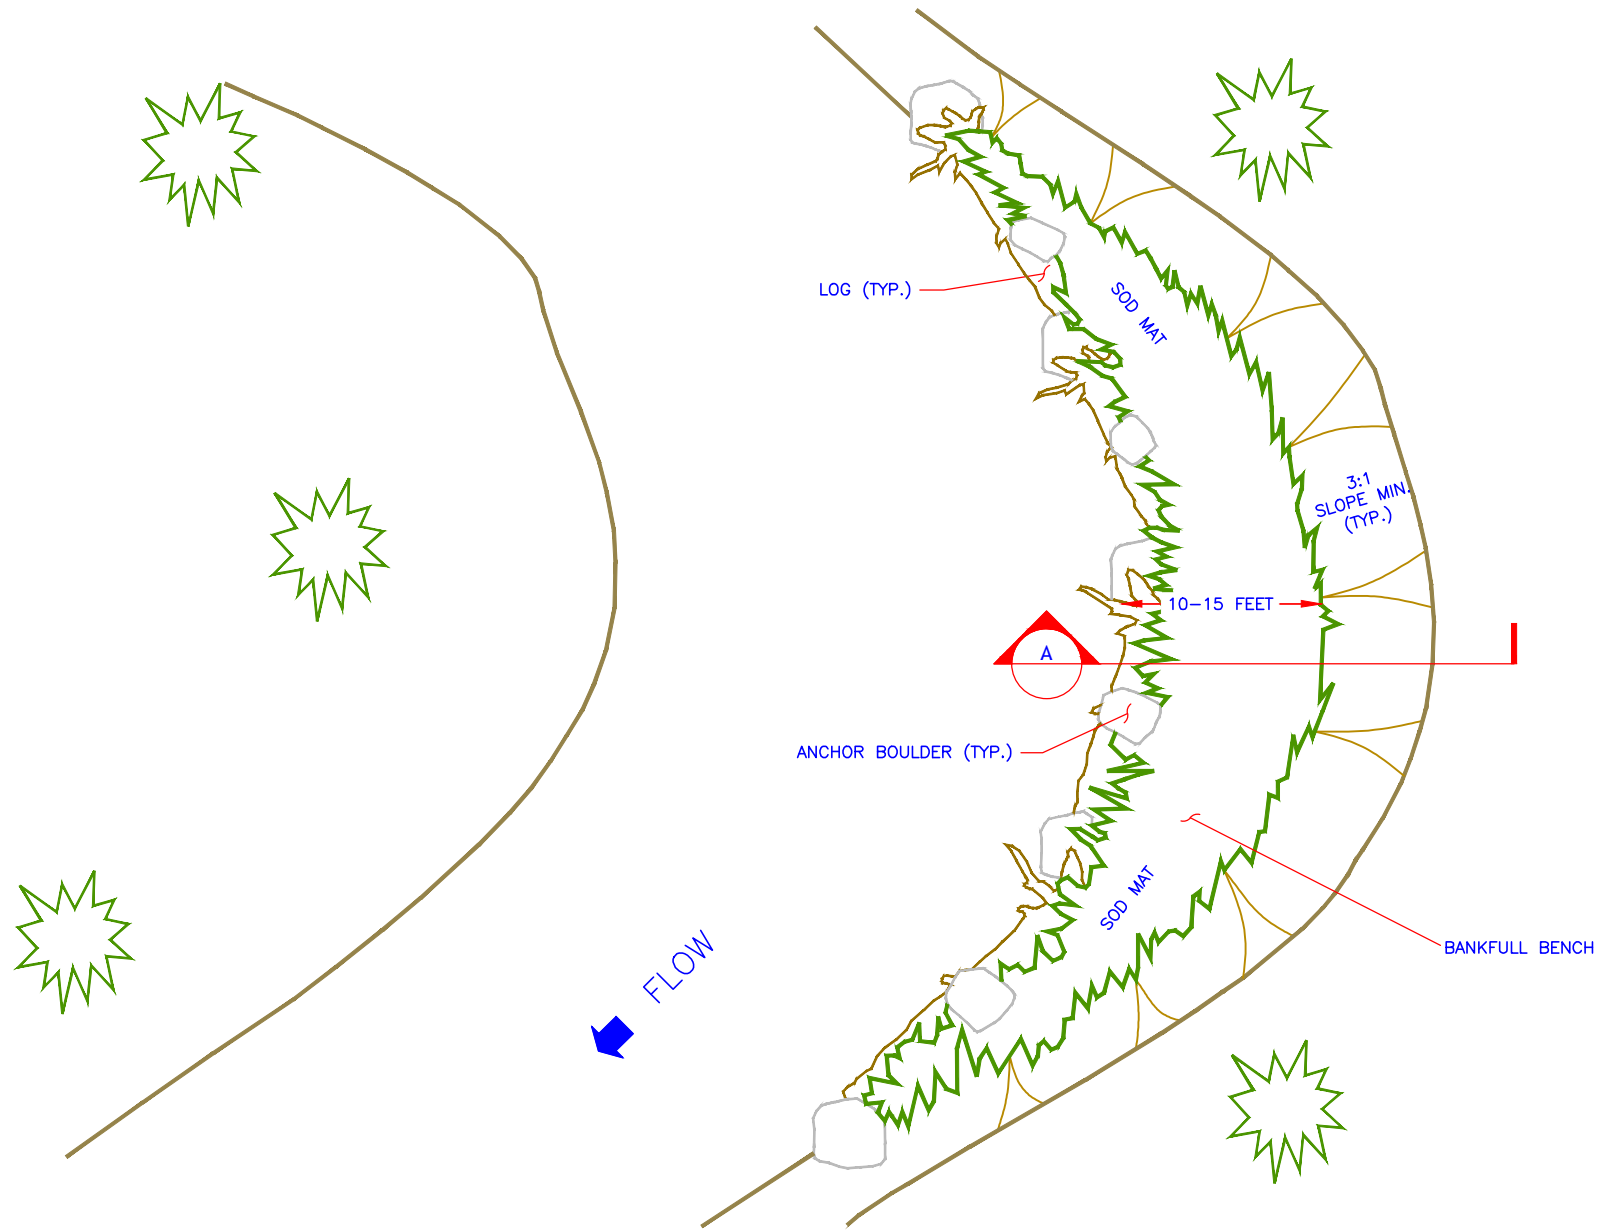 LOG (TYP.)
SOD MAT
3:1
SLOPE MIN.
(TYP.)
10-15 FEET
A
ANCHOR BOULDER (TYP.)
SOD MAT
BANKFULL BENCH
FLOW